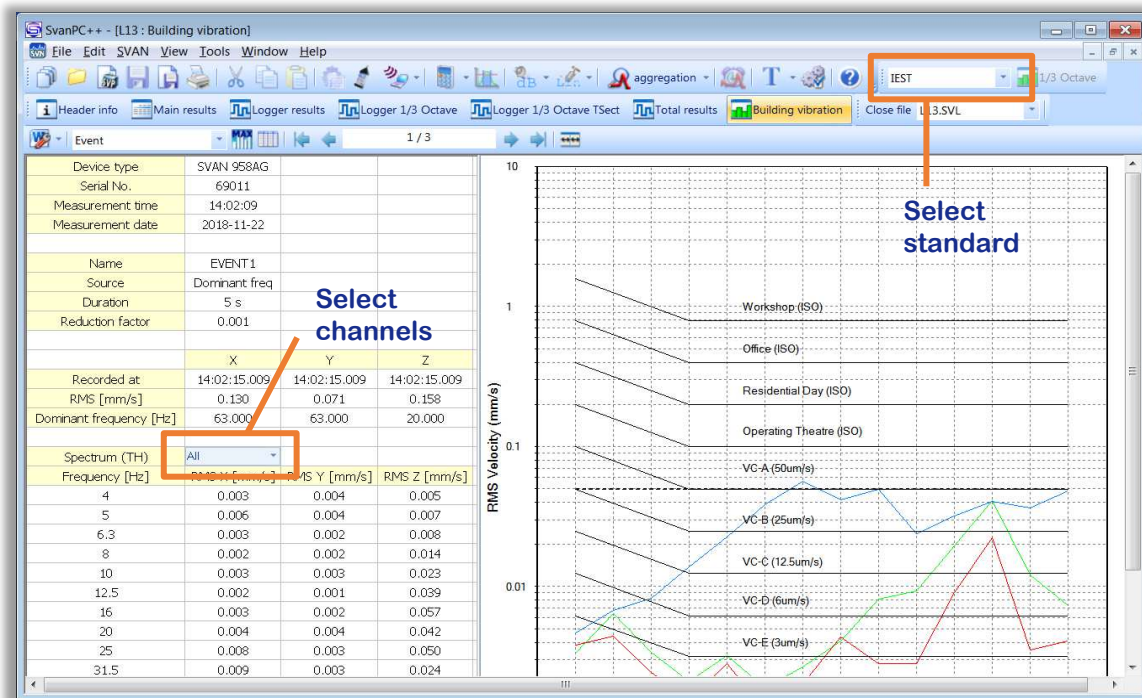 SvanPC++ - [L13 : Building vibration]
File Edit SVAN View Tools Window Help
aggregation
IEST
1/3 Octave
Header info Main results Logger results Logger 1/3 Octave Logger 1/3 Octave TSect Total results Building vibration Close file L13.SVL
Event 1 / 3
Select standard
Select channels
Device type SVAN 958AG
Serial No. 69011
Measurement time 14:02:09
Measurement date 2018-11-22
Name EVENT1
Source Dominant freq
Duration 5 s
Reduction factor 0.001
X Y Z
Recorded at 14:02:15.009 14:02:15.009 14:02:15.009
RMS [mm/s] 0.130 0.071 0.158
Dominant frequency [Hz] 63.000 63.000 20.000
Spectrum (TH) All
Frequency [Hz] RMS X [mm/s] RMS Y [mm/s] RMS Z [mm/s]
4 0.003 0.004 0.005
5 0.006 0.004 0.007
6.3 0.003 0.002 0.008
8 0.002 0.002 0.014
10 0.003 0.003 0.023
12.5 0.002 0.001 0.039
16 0.003 0.002 0.057
20 0.004 0.004 0.042
25 0.008 0.003 0.050
31.5 0.009 0.003 0.024
RMS Velocity (mm/s)
10
1
0.1
0.01
Workshop (ISO)
Office (ISO)
Residential Day (ISO)
Operating Theatre (ISO)
VC-A (50um/s)
VC-B (25um/s)
VC-C (12.5um/s)
VC-D (6um/s)
VC-E (3um/s)